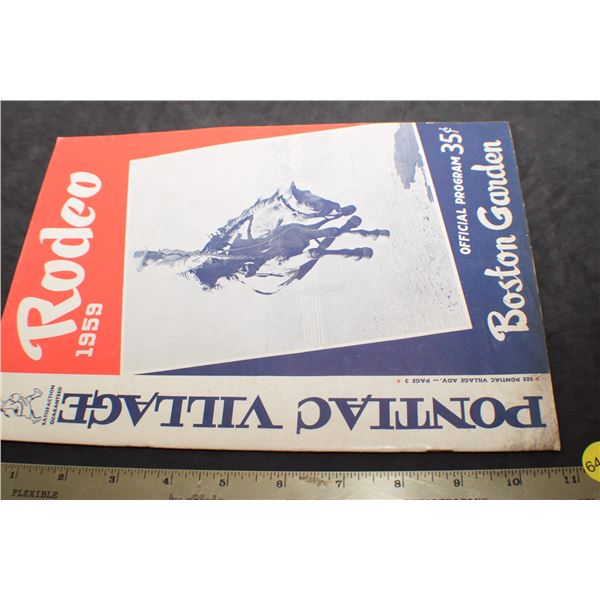 Rodeo
1959
OFFICIAL PROGRAM 35¢
Boston Garden
★ SEE PONTIAC VILLAGE ADV. — PAGE 3 ★
PONTIAC VILLAGE
SATISFACTION
GUARANTEED
1 2 3 4 5 6 7 8 9 10 11
FLEXIBLE
64